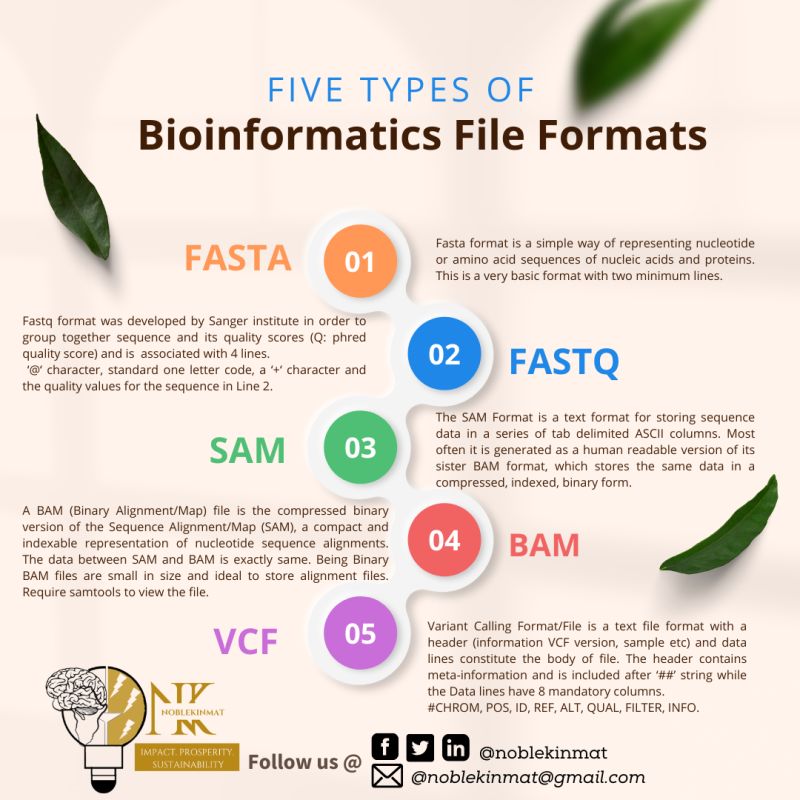 FIVE TYPES OF
Bioinformatics File Formats
FASTA
01
Fasta format is a simple way of representing nucleotide
or amino acid sequences of nucleic acids and proteins.
This is a very basic format with two minimum lines.
Fastq format was developed by Sanger institute in order to
group together sequence and its quality scores (Q: phred
quality score) and is associated with 4 lines.
'@' character, standard one letter code, a '+' character and
the quality values for the sequence in Line 2.
02
FASTQ
SAM
03
The SAM Format is a text format for storing sequence
data in a series of tab delimited ASCII columns. Most
often it is generated as a human readable version of its
sister BAM format, which stores the same data in a
compressed, indexed, binary form.
A BAM (Binary Alignment/Map) file is the compressed binary
version of the Sequence Alignment/Map (SAM), a compact and
indexable representation of nucleotide sequence alignments.
The data between SAM and BAM is exactly same. Being Binary
BAM files are small in size and ideal to store alignment files.
Require samtools to view the file.
04
BAM
VCF
05
Variant Calling Format/File is a text file format with a
header (information VCF version, sample etc) and data
lines constitute the body of file. The header contains
meta-information and is included after '##' string while
the Data lines have 8 mandatory columns.
#CHROM, POS, ID, REF, ALT, QUAL, FILTER, INFO.
NK
NOBLEKINMAT
IMPACT. PROSPERITY.
SUSTAINABILITY
Follow us @
@noblekinmat
@noblekinmat@gmail.com